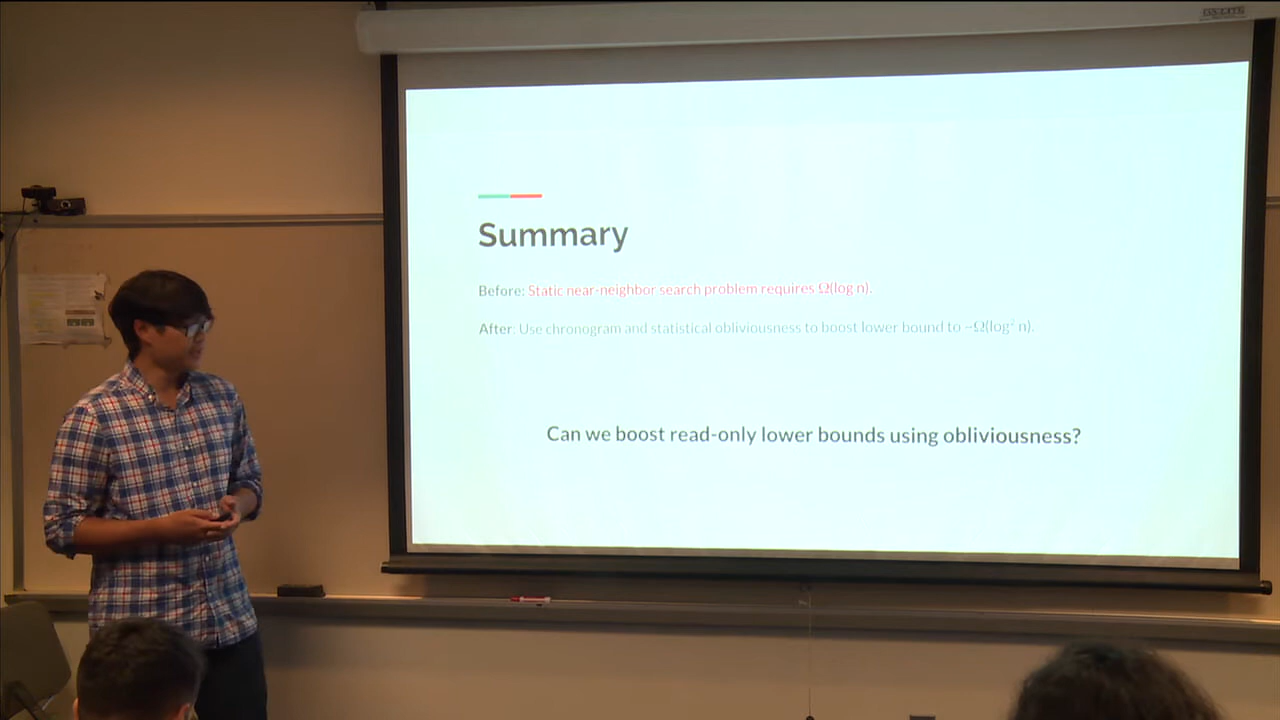 Summary
Before: Static near-neighbor search problem requires Ω(log n).
After: Use chronogram and statistical obliviousness to boost lower bound to ~Ω(log² n).
Can we boost read-only lower bounds using obliviousness?